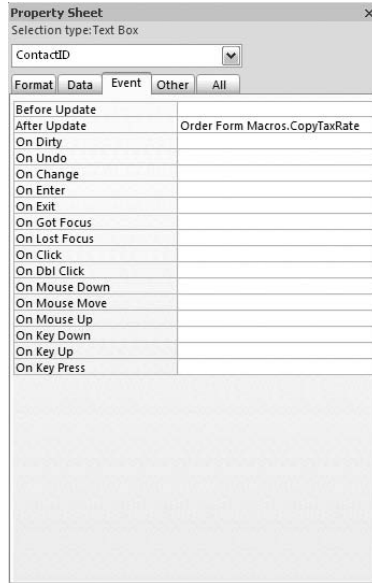 Property Sheet x
Selection type:Text Box
ContactID
Format Data Event Other All
Before Update
After Update Order Form Macros.CopyTaxRate
On Dirty
On Undo
On Change
On Enter
On Exit
On Got Focus
On Lost Focus
On Click
On Dbl Click
On Mouse Down
On Mouse Move
On Mouse Up
On Key Down
On Key Up
On Key Press